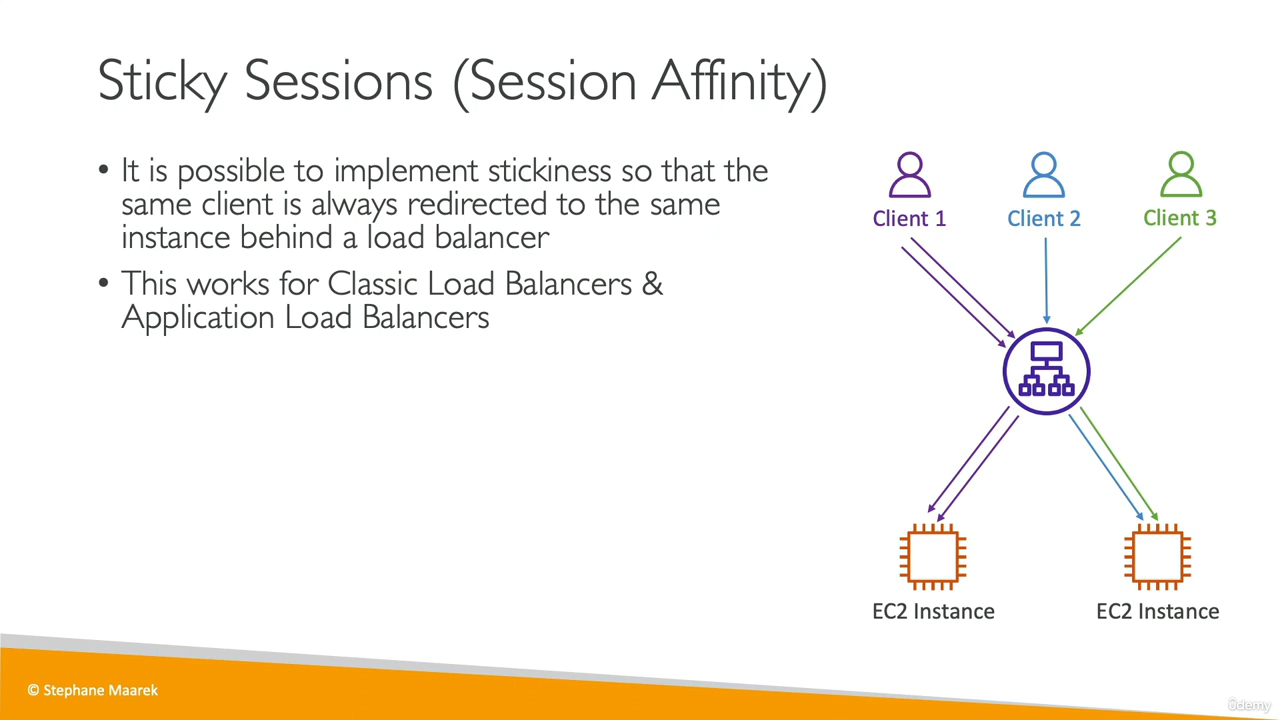 Sticky Sessions (Session Affinity)
• It is possible to implement stickiness so that the
same client is always redirected to the same
instance behind a load balancer
• This works for Classic Load Balancers &
Application Load Balancers
Client 1
Client 2
Client 3
EC2 Instance
EC2 Instance
© Stephane Maarek
ûdemy